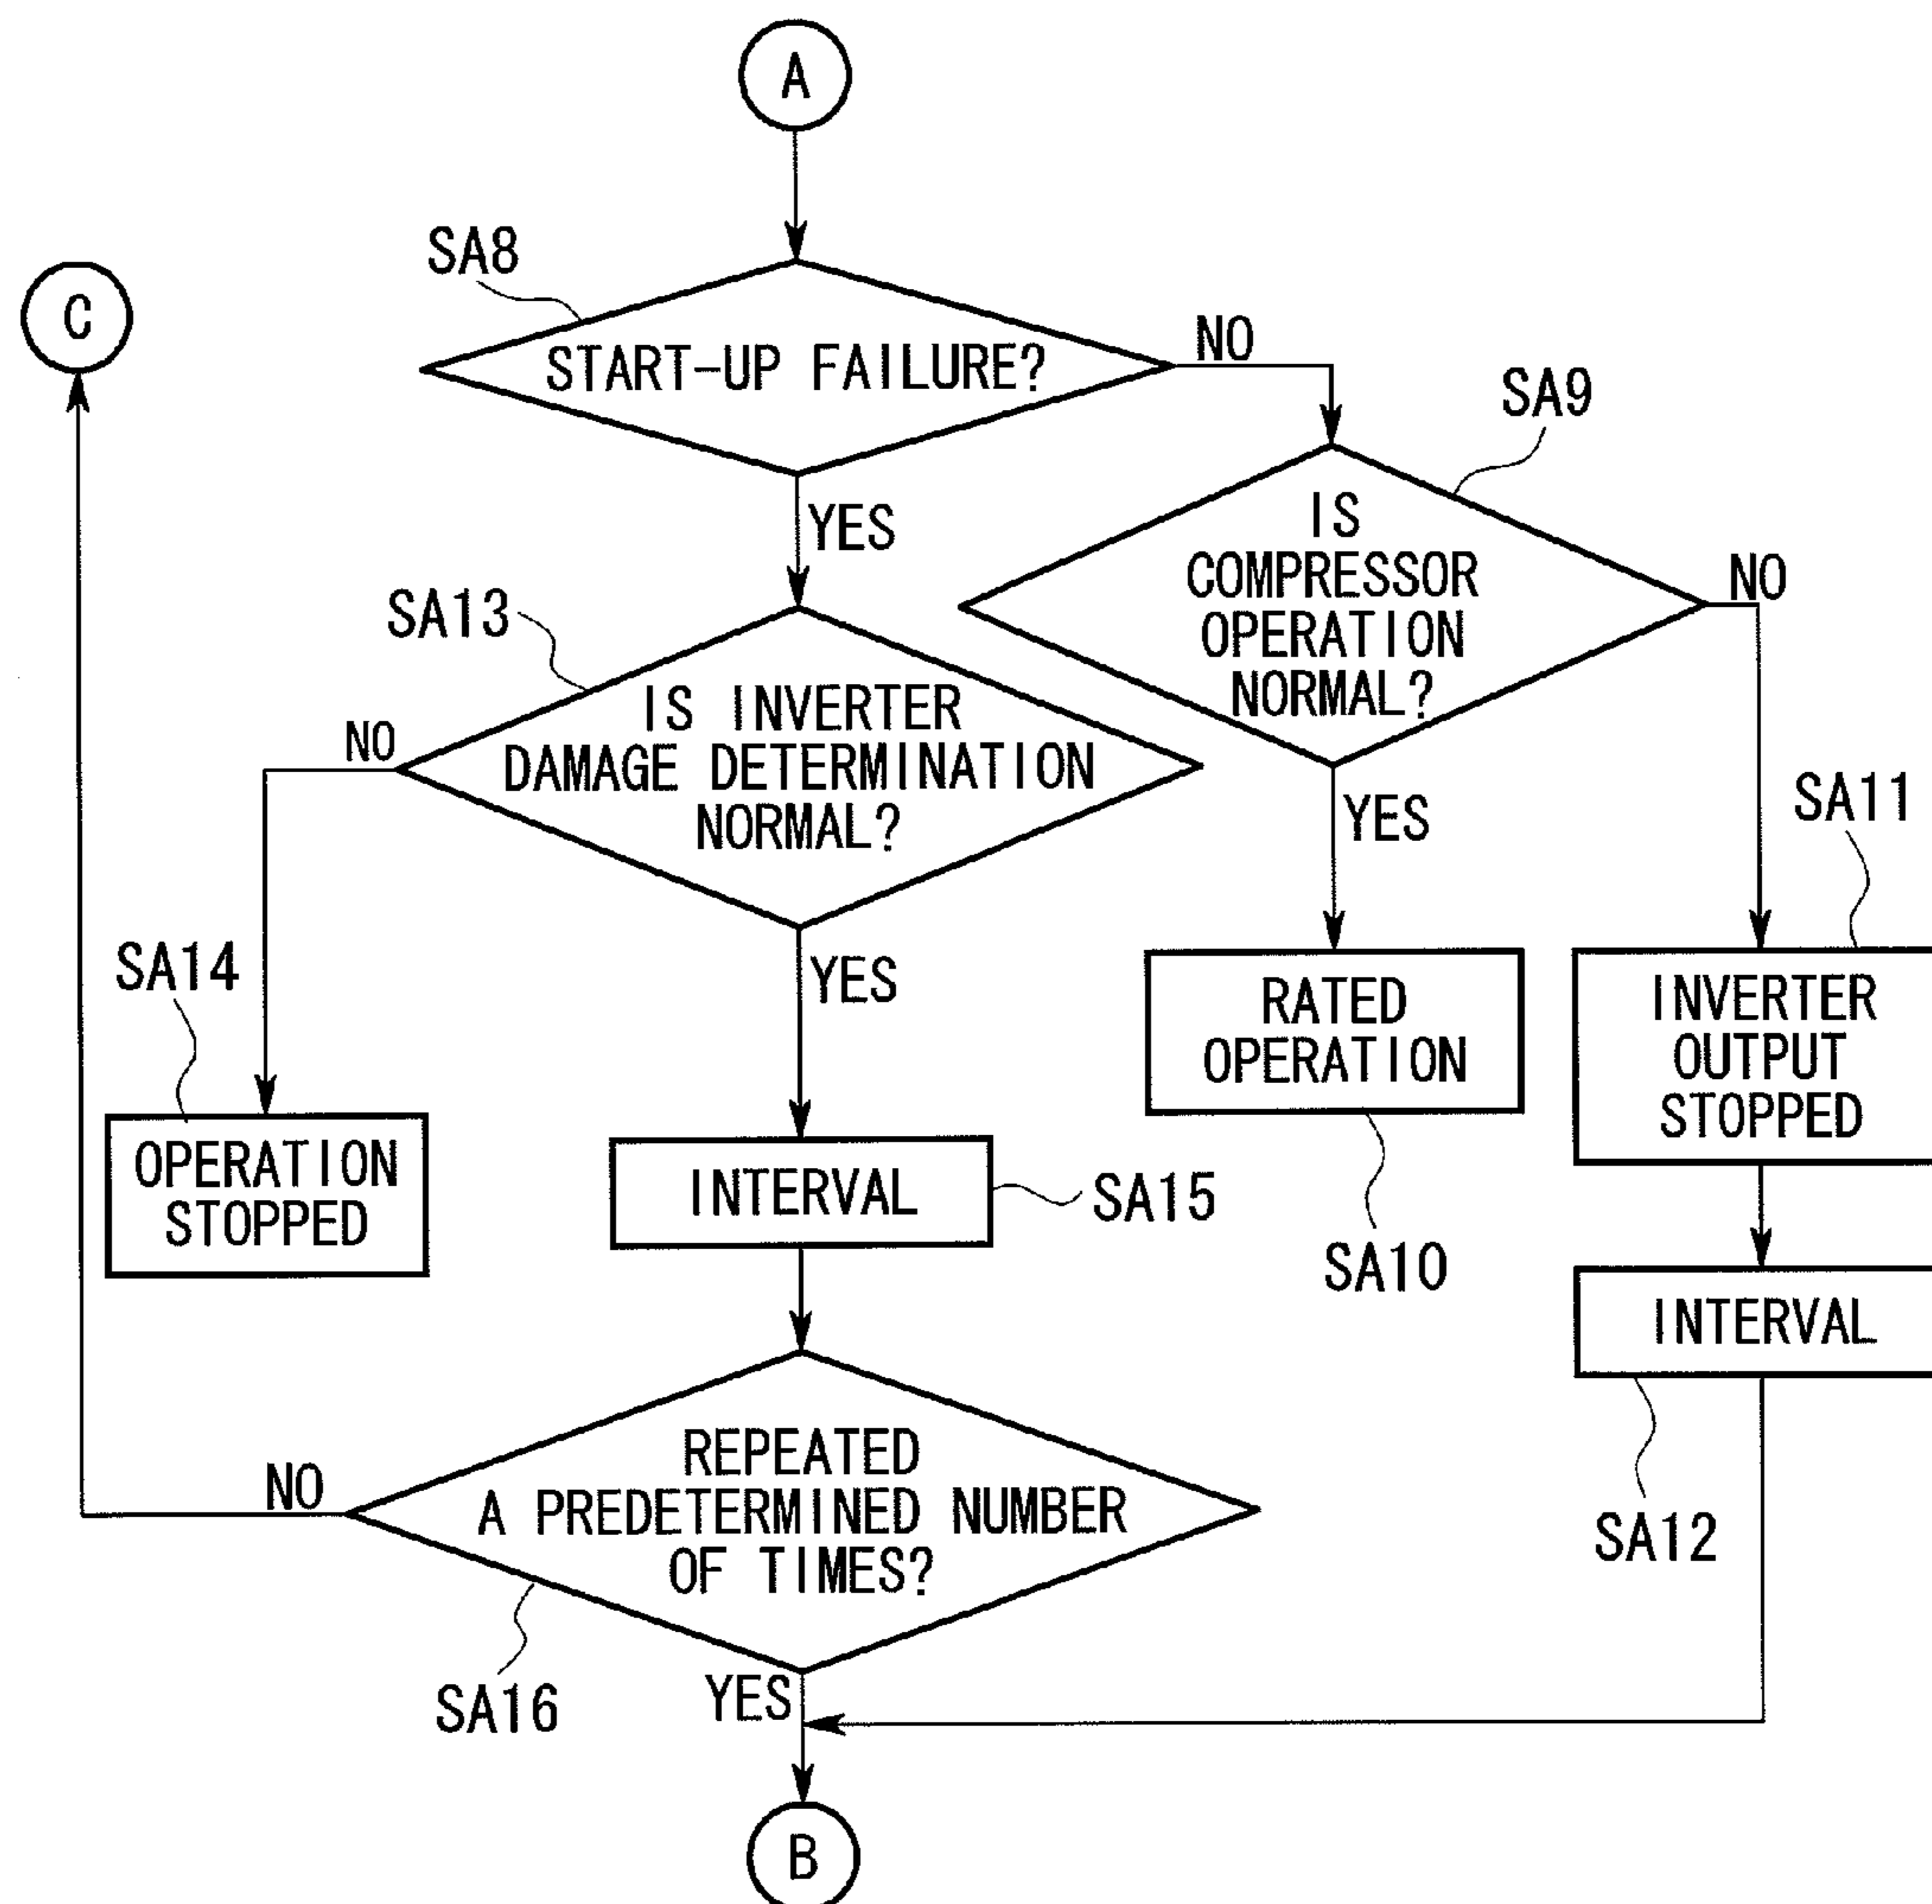 A
SA8
C
START-UP FAILURE?
NO
SA9
YES
IS
COMPRESSOR
OPERATION
NORMAL?
NO
SA13
IS INVERTER
DAMAGE DETERMINATION
NORMAL?
NO
YES
SA11
SA14
YES
RATED
OPERATION
INVERTER
OUTPUT
STOPPED
OPERATION
STOPPED
INTERVAL
SA15
SA10
INTERVAL
REPEATED
A PREDETERMINED NUMBER
OF TIMES?
NO
SA12
SA16
YES
B